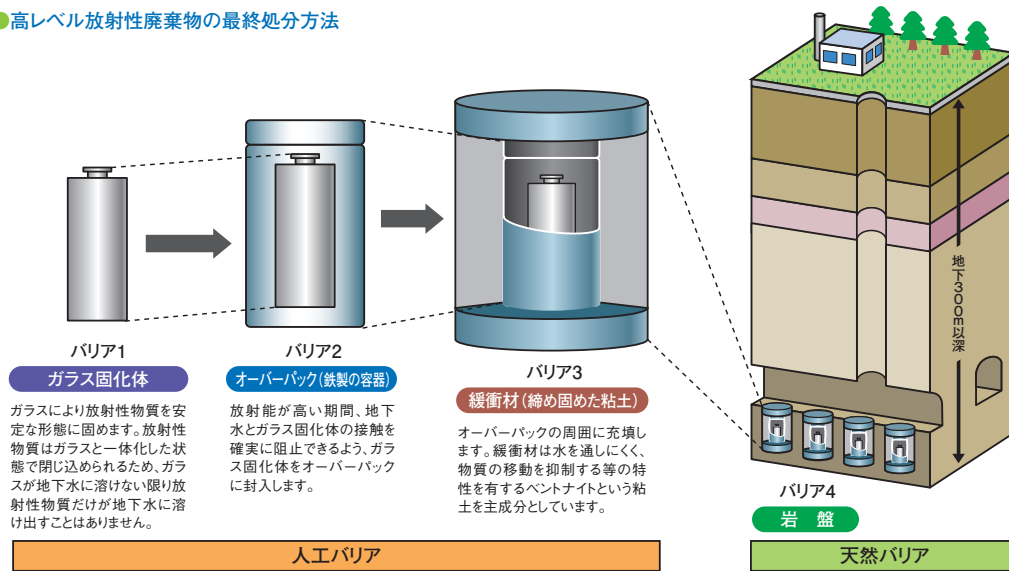 ●高レベル放射性廃棄物の最終処分方法
バリア1
ガラス固化体
ガラスにより放射性物質を安
定な形態に固めます。放射性
物質はガラスと一体化した状
態で閉じ込められるため、ガラ
スが地下水に溶けない限り放
射性物質だけが地下水に溶
け出すことはありません。
バリア2
オーバーパック(鉄製の容器)
放射能が高い期間、地下
水とガラス固化体の接触を
確実に阻止できるよう、ガラ
ス固化体をオーバーパック
に封入します。
バリア3
緩衝材(締め固めた粘土)
オーバーパックの周囲に充填し
ます。緩衝材は水を通しにくく、
物質の移動を抑制する等の特
性を有するベントナイトという粘
土を主成分としています。
地下300m以深
バリア4
岩 盤
人工バリア
天然バリア